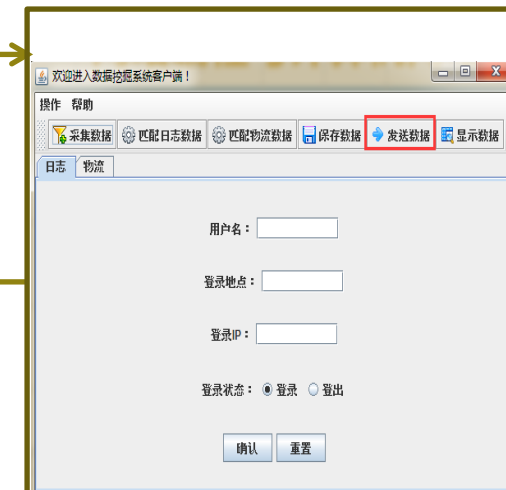 欢迎进入数据挖掘系统客户端！
操作 帮助
采集数据 匹配日志数据 匹配物流数据 保存数据 发送数据 显示数据
日志 物流
用户名：
登录地点：
登录IP：
登录状态： 登录 登出
确认 重置